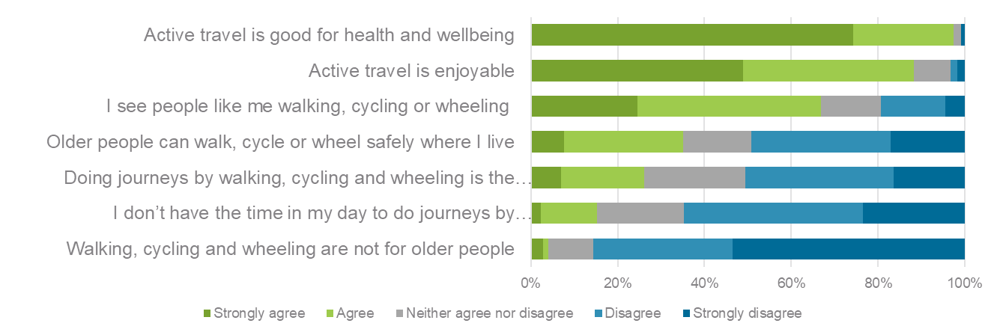 Active travel is good for health and wellbeing
Active travel is enjoyable
I see people like me walking, cycling or wheeling
Older people can walk, cycle or wheel safely where I live
Doing journeys by walking, cycling and wheeling is the…
I don’t have the time in my day to do journeys by…
Walking, cycling and wheeling are not for older people
0% 20% 40% 60% 80% 100%
Strongly agree Agree Neither agree nor disagree Disagree Strongly disagree